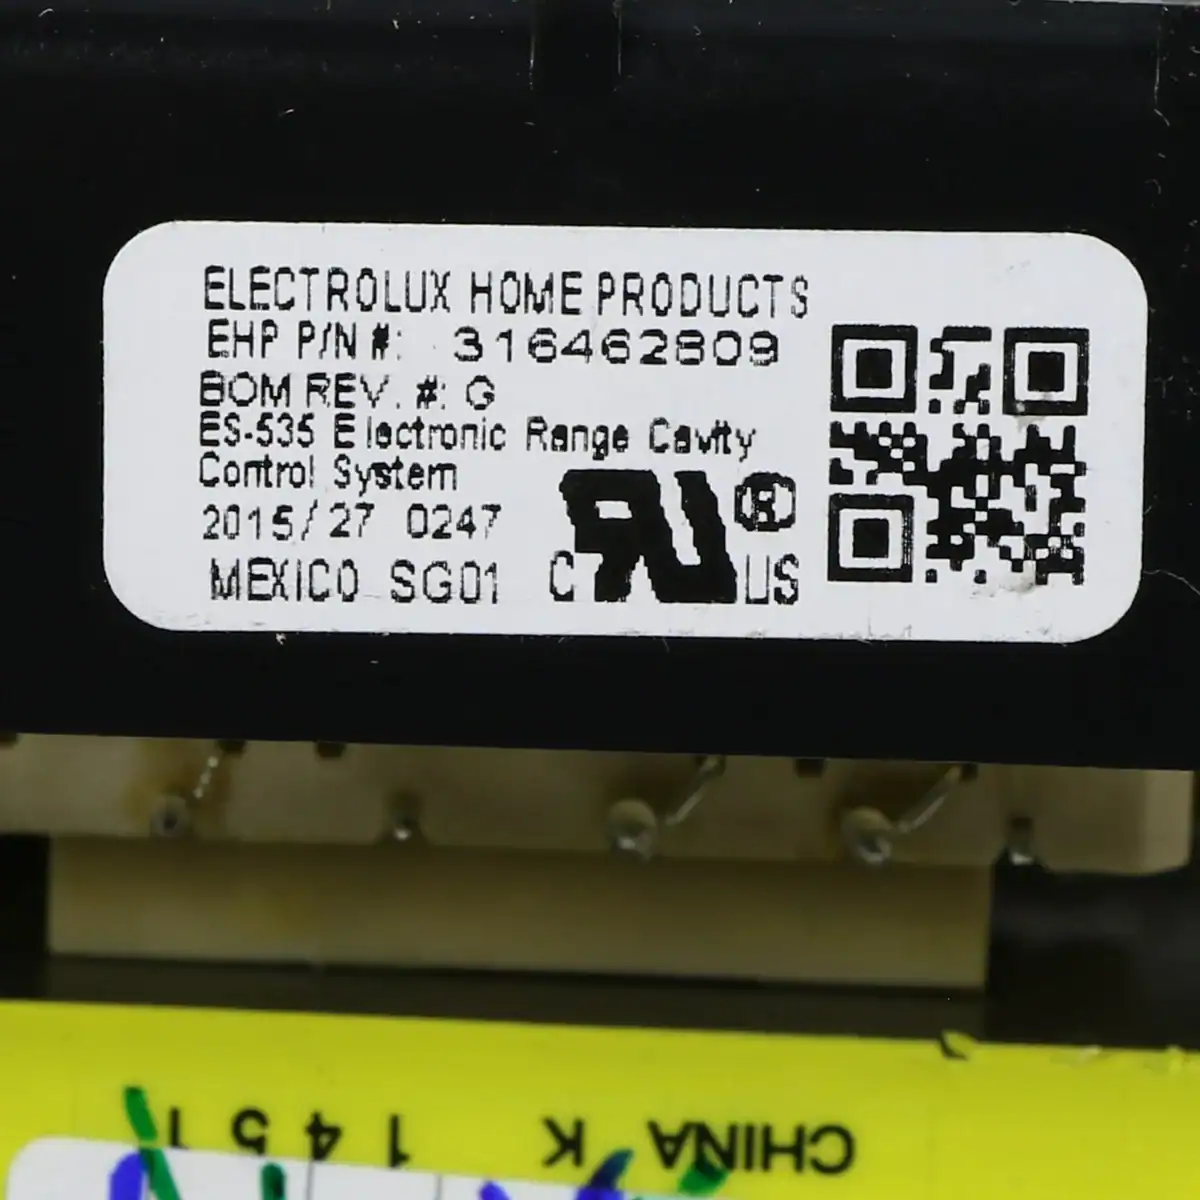 ELECTROLUX HOME PRODUCTS
EHP P/N #: 316462809
BOM REV. #: G
ES-535 Electronic Range Cavity
Control System
2015/27 0247
MEXICO SG01
C UR ® US
CHINA K 1451